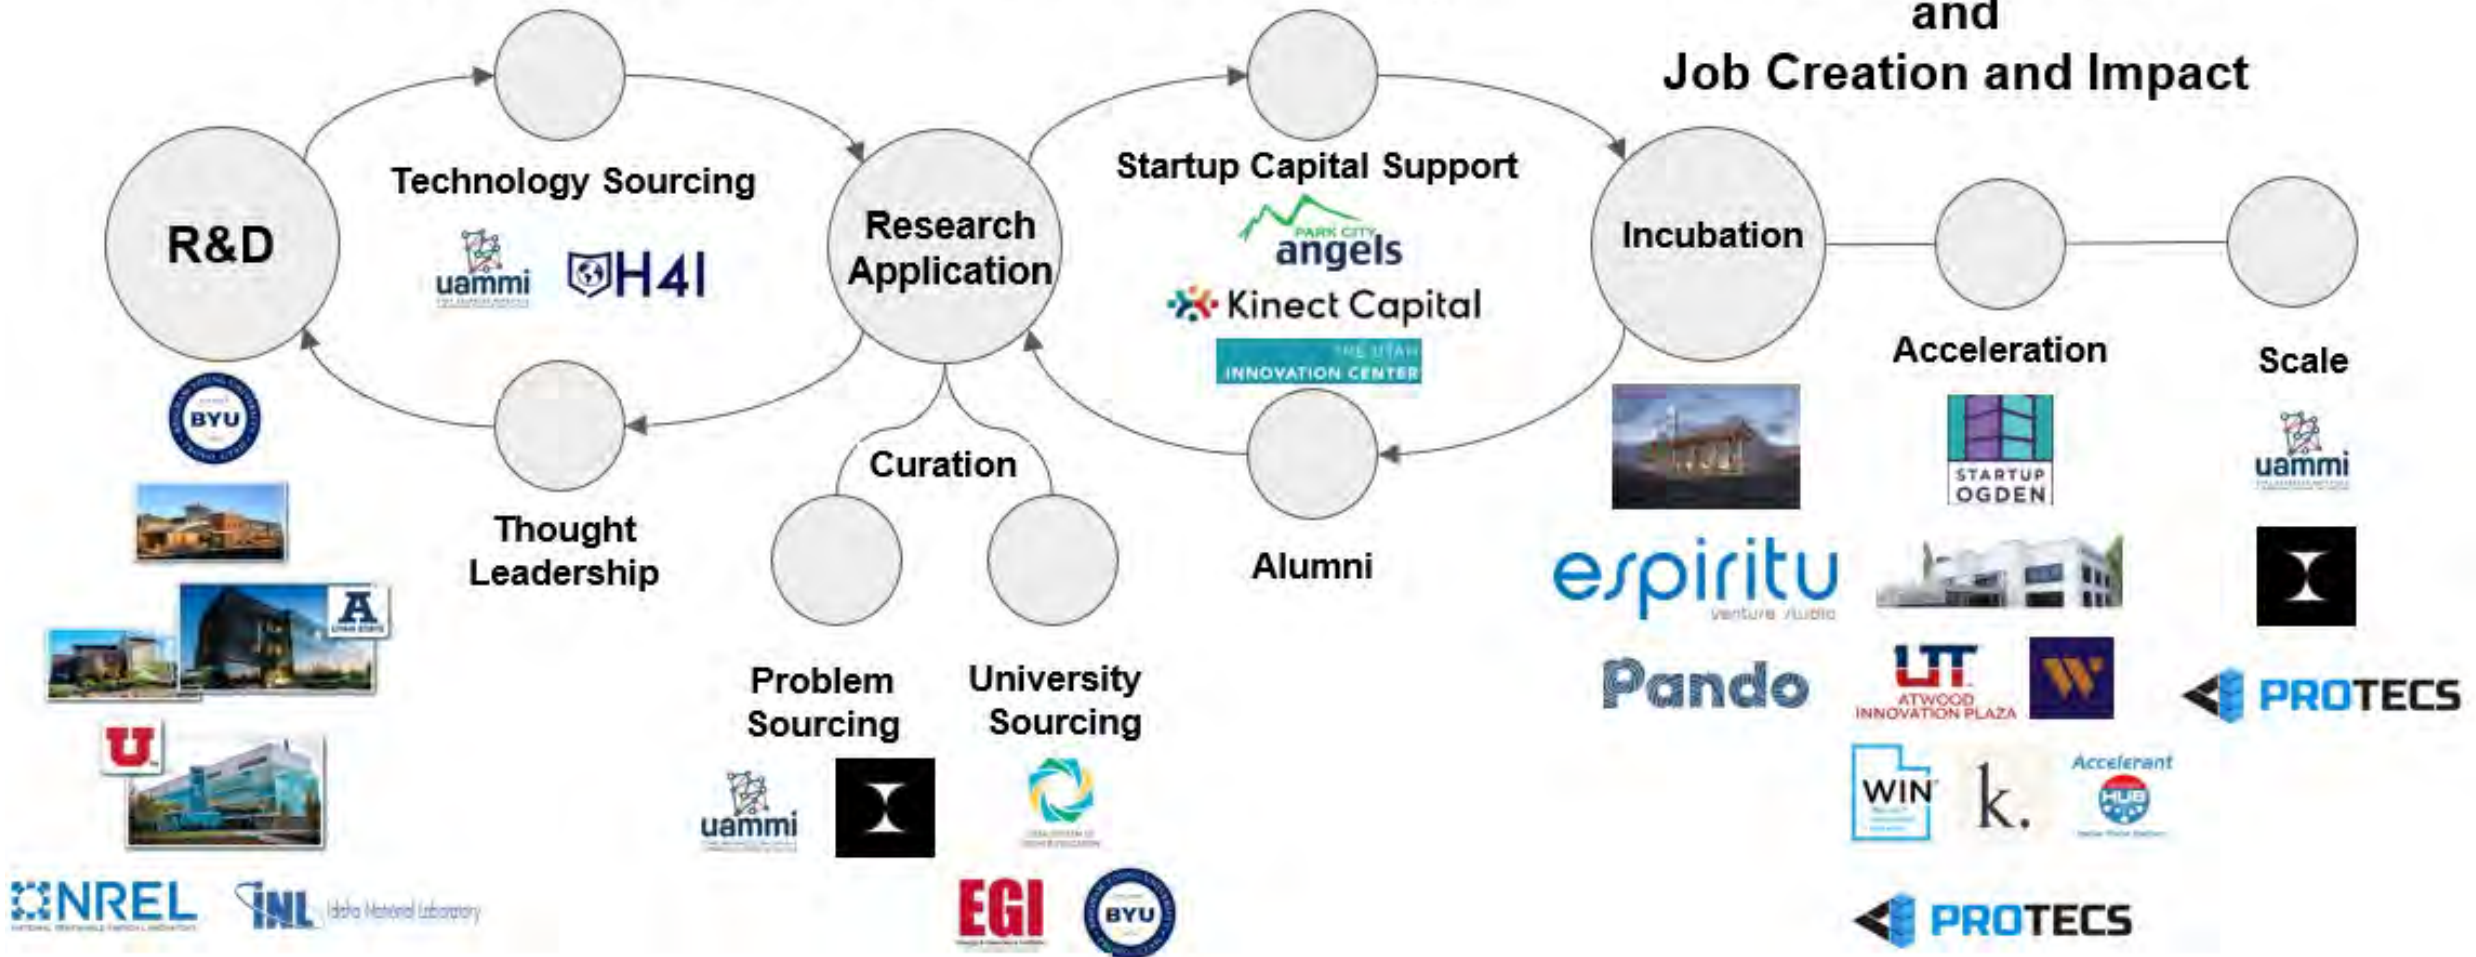 and
Job Creation and Impact
R&D
Technology Sourcing
uammi
H4I
Research
Application
Startup Capital Support
PARK CITY
angels
Kinect Capital
THE UTAH
INNOVATION CENTER
Incubation
Acceleration
Scale
BYU
Thought
Leadership
Curation
Alumni
Problem
Sourcing
University
Sourcing
A
UTAH STATE
U
NREL
INL Idaho National Laboratory
uammi
EGI
BYU
espiritu
venture studio
Pando
STARTUP
OGDEN
UT
ATWOOD
INNOVATION PLAZA
W
WIN
k.
Accelerant
HUB
PROTECS
uammi
PROTECS